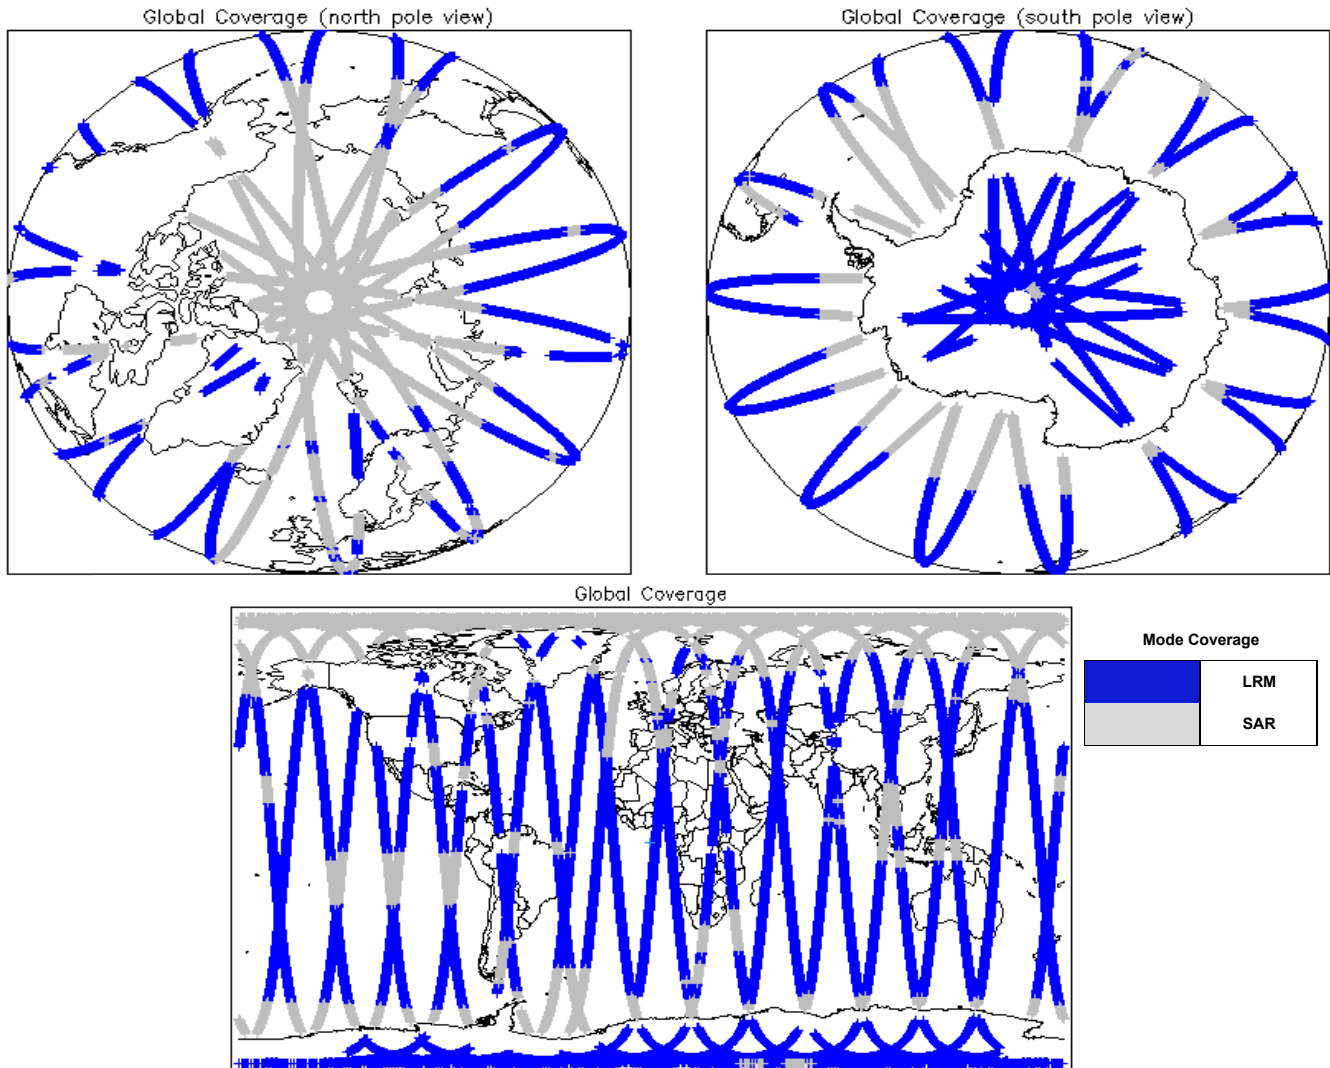 Global Coverage (north pole view)
Global Coverage (south pole view)
Global Coverage
Mode Coverage
LRM
SAR